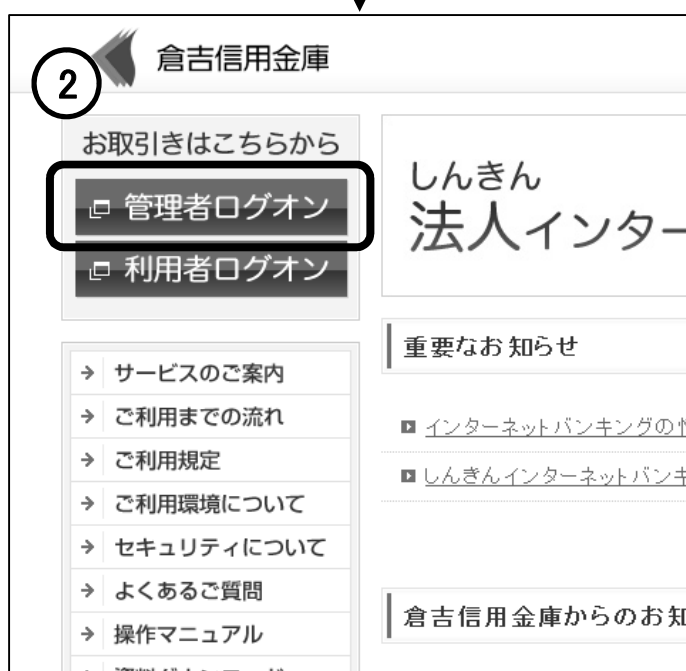 倉吉信用金庫
2
お取引きはこちらから
管理者ログオン
利用者ログオン
しんきん
法人インター
重要なお知らせ
インターネットバンキングの
しんきんインターネットバンキ
倉吉信用金庫からのお知
サービスのご案内
ご利用までの流れ
ご利用規定
ご利用環境について
セキュリティについて
よくあるご質問
操作マニュアル